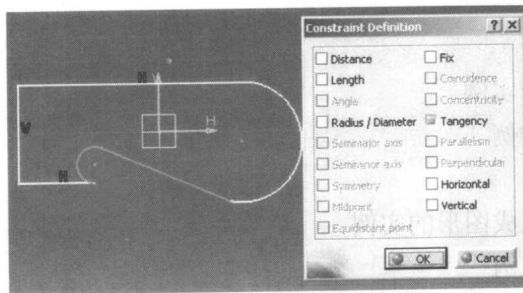 Constraint Definition
Distance
Fix
Length
Coincidence
Angle
Concentricity
Radius / Diameter
Tangency
Semimajor axis
Parallelism
Semiminor axis
Perpendicular
Symmetry
Horizontal
Midpoint
Vertical
Equidistant point
OK
Cancel
H
H
V
H